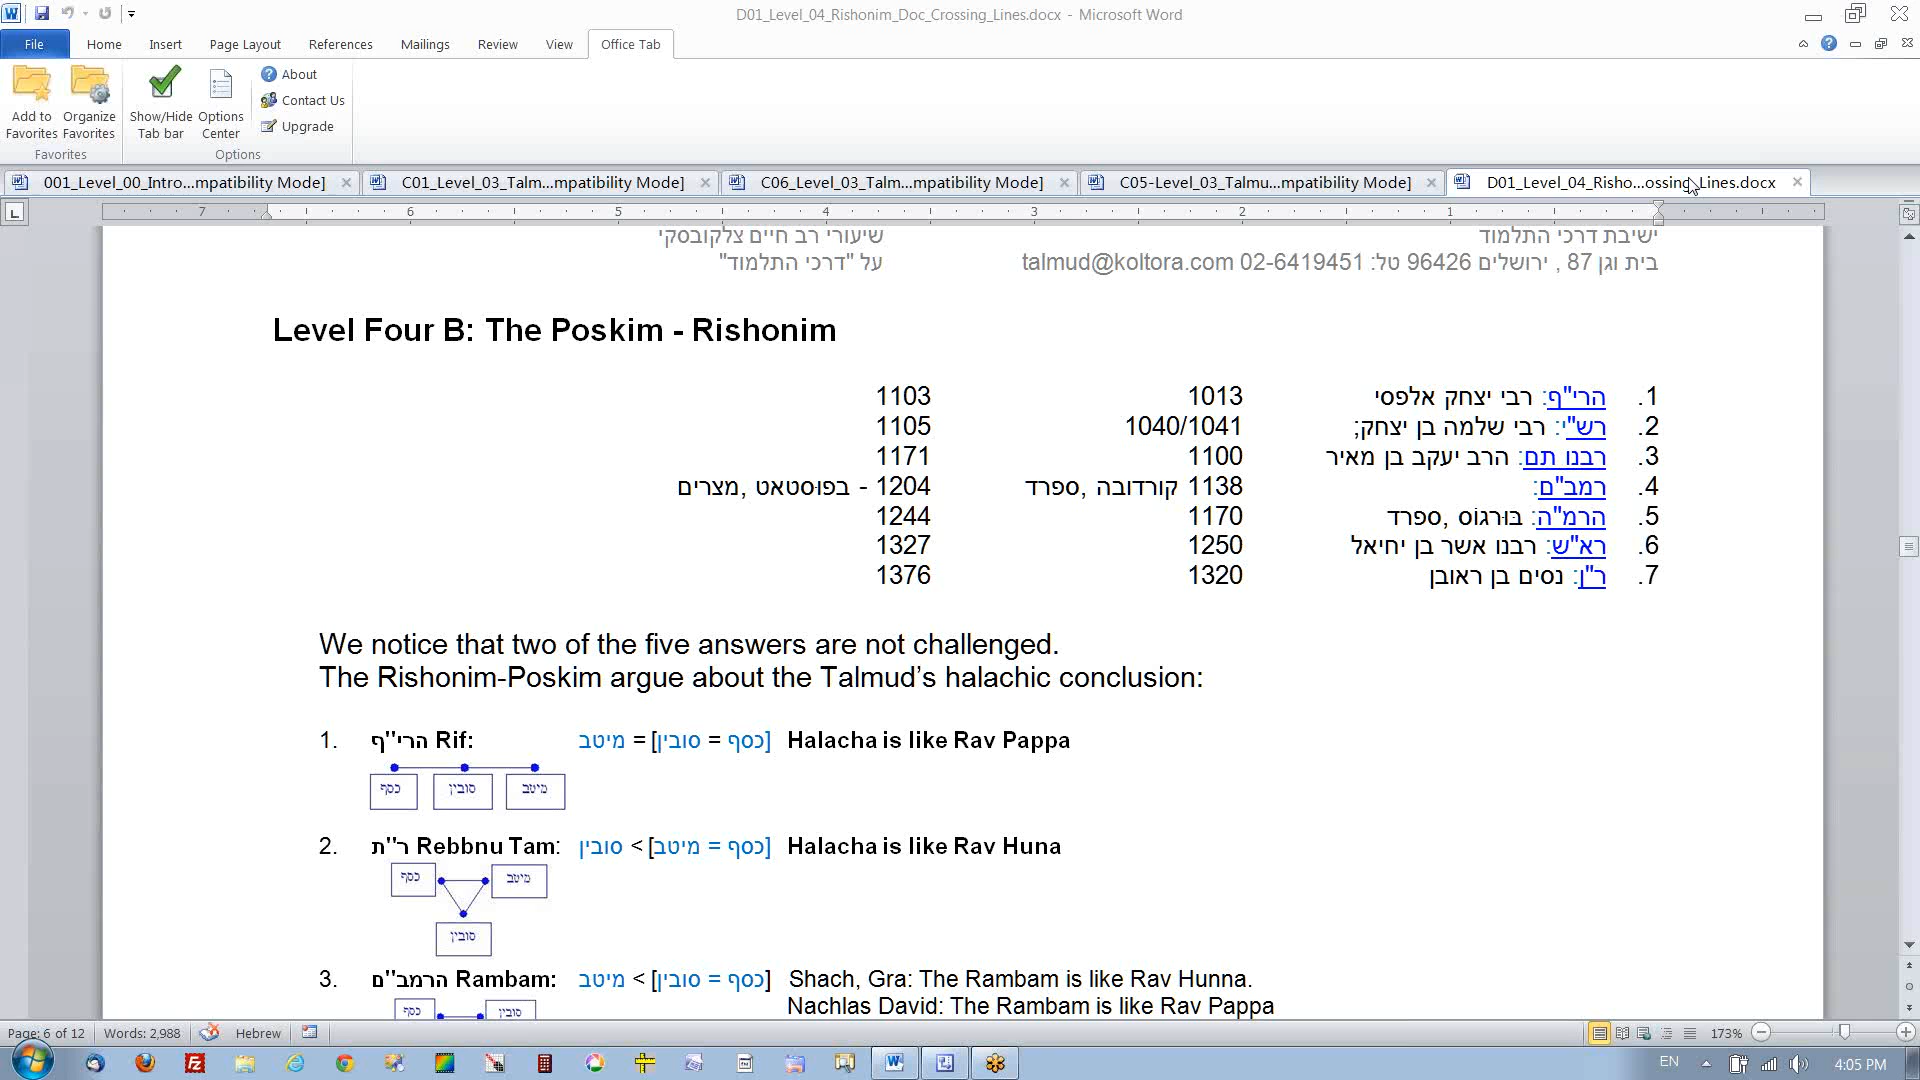 D01_Level_04_Rishonim_Doc_Crossing_Lines.docx - Microsoft Word
File Home Insert Page Layout References Mailings Review View Office Tab
Add to Favorites
Organize Favorites
Show/Hide Tab bar
Options Center
About
Contact Us
Upgrade
Favorites
Options
001_Level_00_Intro...mpatibility Mode]
C01_Level_03_Talm...mpatibility Mode]
C06_Level_03_Talm...mpatibility Mode]
C05-Level_03_Talmu...mpatibility Mode]
D01_Level_04_Risho...ossing_Lines.docx
7 6 5 4 3 2 1
ישיבת דרכי התלמוד שיעורי רב חיים צלקובסקי
בית וגן 87 , ירושלים 96426 טל: 02-6419451 talmud@koltora.com על "דרכי התלמוד"
Level Four B: The Poskim - Rishonim
1. הרי"ף: רבי יצחק אלפסי 1013 1103
2. רש"י: רבי שלמה בן יצחק; 1040/1041 1105
3. רבנו תם: הרב יעקב בן מאיר 1100 1171
4. רמב"ם: 1138 קורדובה, ספרד 1204 - בפוסטאט, מצרים
5. הרמ"ה: בּוּרגוֹס, ספרד 1170 1244
6. רא"ש: רבנו אשר בן יחיאל 1250 1327
7. ר"ן: נסים בן ראובן 1320 1376
We notice that two of the five answers are not challenged.
The Rishonim-Poskim argue about the Talmud’s halachic conclusion:
1. הרי"ף Rif: מיטב = [סובין = כסף] Halacha is like Rav Pappa
כסף סובין מיטב
2. ר"ת Rebbnu Tam: סובין < [מיטב = כסף] Halacha is like Rav Huna
כסף מיטב
סובין
3. הרמב"ם Rambam: מיטב < [סובין = כסף] Shach, Gra: The Rambam is like Rav Hunna.
Nachlas David: The Rambam is like Rav Pappa
כסף סובין
Page: 6 of 12 Words: 2,988 Hebrew 173%
EN 4:05 PM